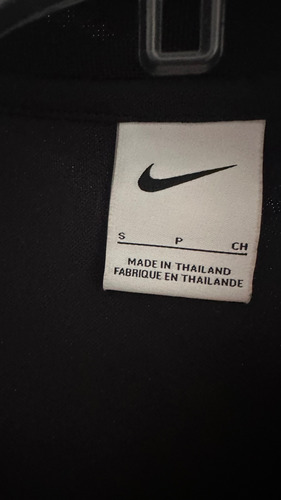 S P CH
MADE IN THAILAND
FABRIQUE EN THAILANDE